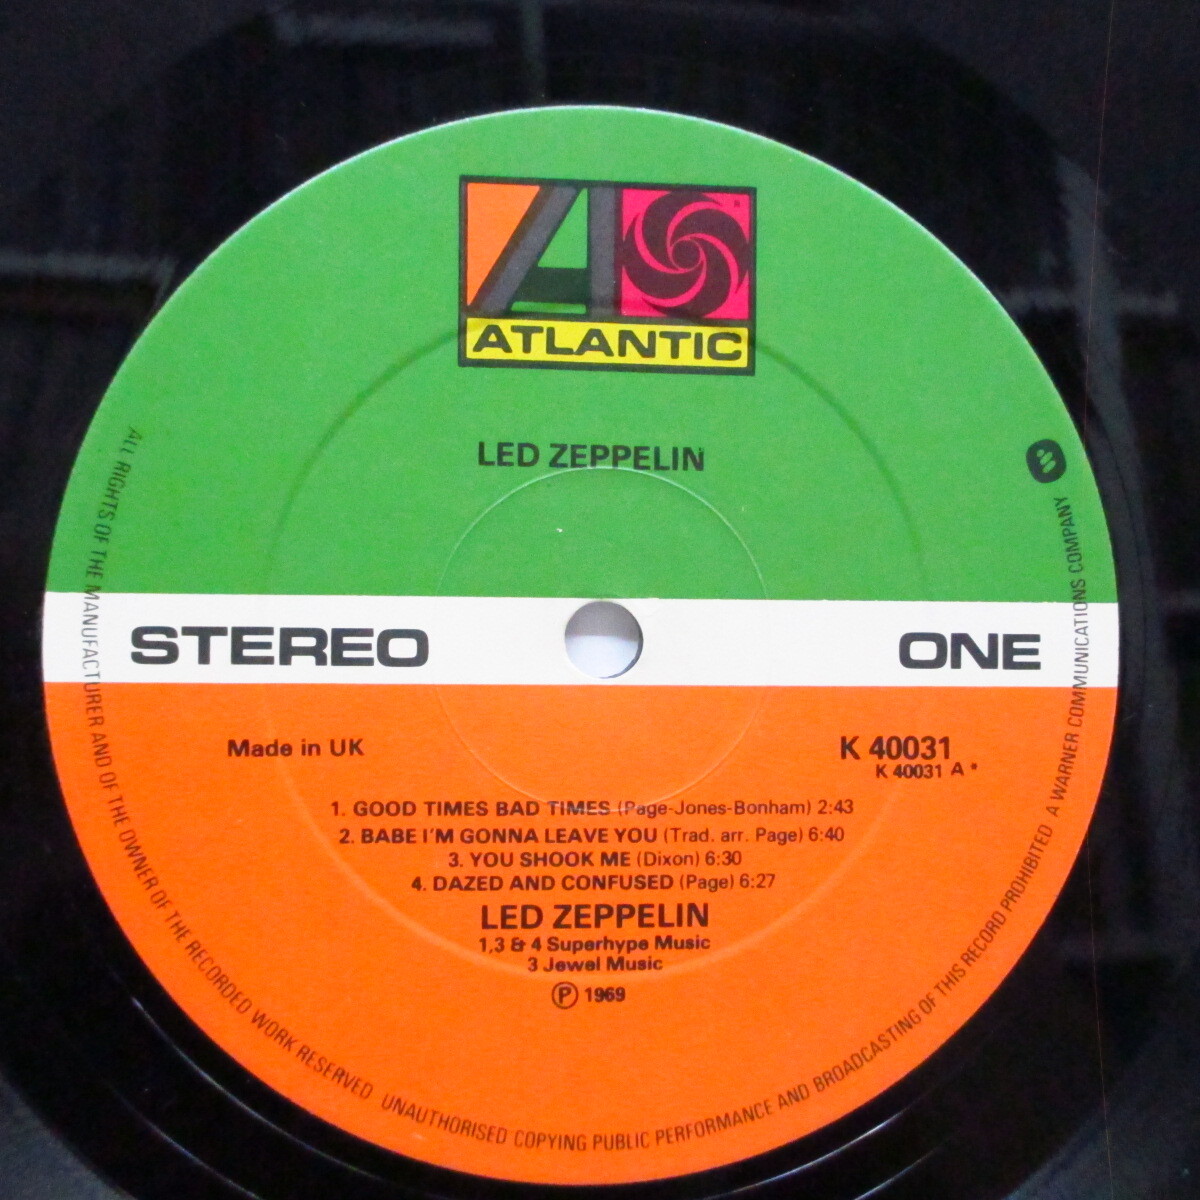 ATLANTIC
LED ZEPPELIN
STEREO ONE
Made in UK
K 40031
K 40031 A *
1. GOOD TIMES BAD TIMES (Page-Jones-Bonham) 2:43
2. BABE I'M GONNA LEAVE YOU (Trad. arr. Page) 6:40
3. YOU SHOOK ME (Dixon) 6:30
4. DAZED AND CONFUSED (Page) 6:27
LED ZEPPELIN
1,3 & 4 Superhype Music
3 Jewel Music
℗ 1969
ALL RIGHTS OF THE MANUFACTURER AND OF THE OWNER OF THE RECORDED WORK RESERVED UNAUTHORISED COPYING PUBLIC PERFORMANCE AND BROADCASTING OF THIS RECORD PROHIBITED A WARNER COMMUNICATIONS COMPANY